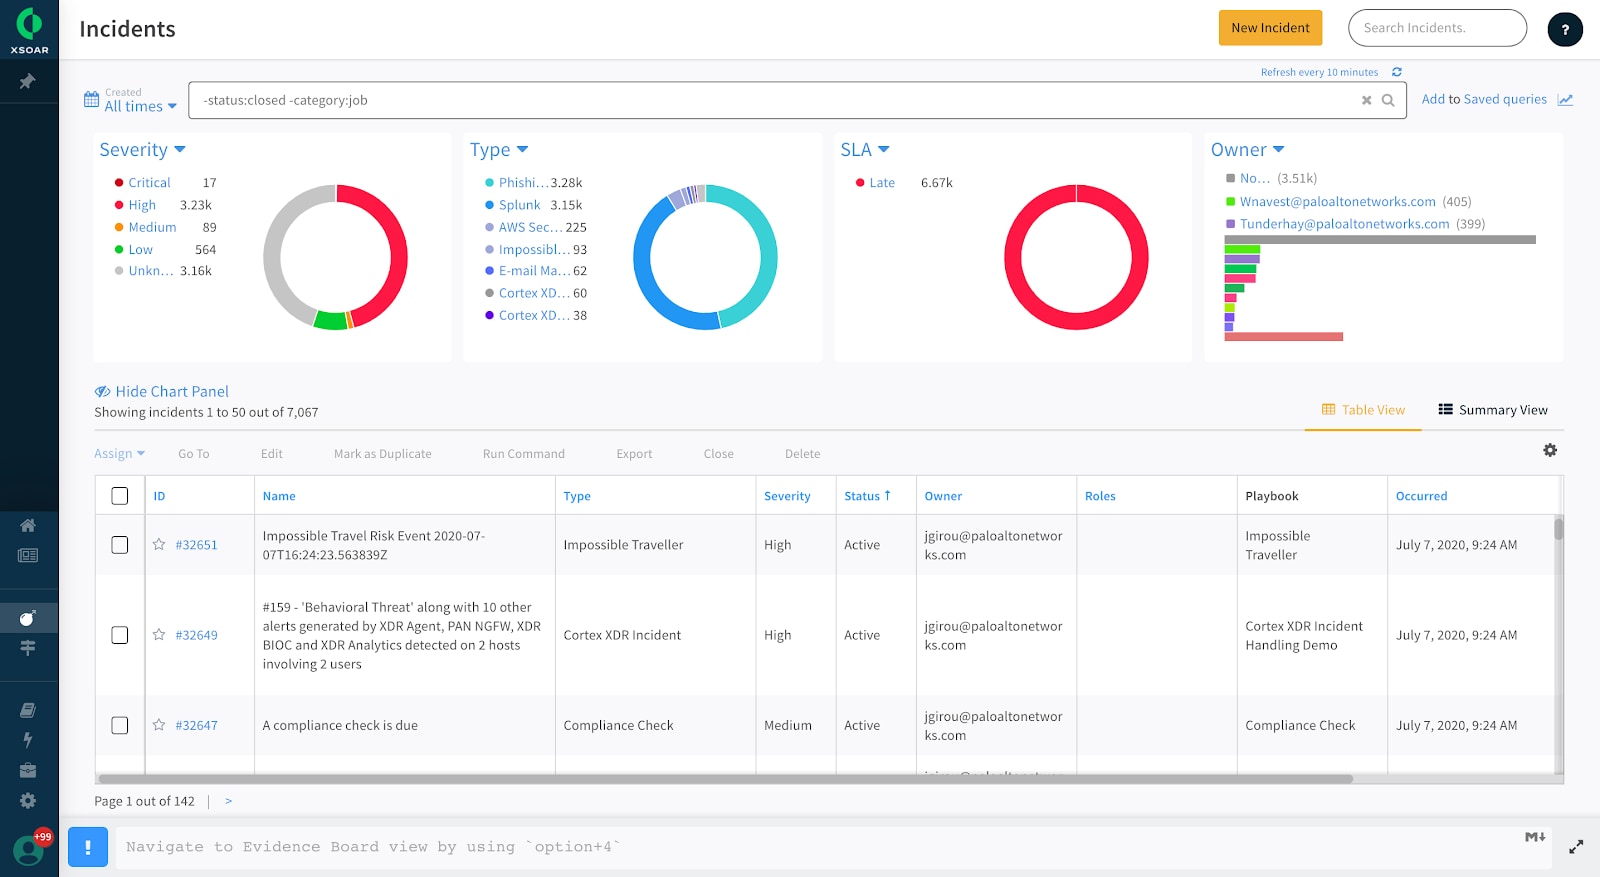 XSOAR
Incidents
New Incident
Search Incidents.
?
Refresh every 10 minutes
Created
All times
-status:closed -category:job
Add to Saved queries
Severity
Critical 17
High 3.23k
Medium 89
Low 564
Unkn... 3.16k
Type
Phishi... 3.28k
Splunk 3.15k
AWS Sec... 225
Impossibl... 93
E-mail Ma... 62
Cortex XD... 60
Cortex XD... 38
SLA
Late 6.67k
Owner
No... (3.51k)
Wnavest@paloaltonetworks.com (405)
Tunderhay@paloaltonetworks.com (399)
Hide Chart Panel
Showing incidents 1 to 50 out of 7,067
Table View
Summary View
Assign Go To Edit Mark as Duplicate Run Command Export Close Delete
ID Name Type Severity Status ↑ Owner Roles Playbook Occurred
#32651
Impossible Travel Risk Event 2020-07-
07T16:24:23.563839Z
Impossible Traveller
High
Active
jgirou@paloaltonetwor
ks.com
Impossible
Traveller
July 7, 2020, 9:24 AM
#32649
#159 - 'Behavioral Threat' along with 10 other
alerts generated by XDR Agent, PAN NGFW, XDR
BIOC and XDR Analytics detected on 2 hosts
involving 2 users
Cortex XDR Incident
High
Active
jgirou@paloaltonetwor
ks.com
Cortex XDR Incident
Handling Demo
July 7, 2020, 9:24 AM
#32647
A compliance check is due
Compliance Check
Medium
Active
jgirou@paloaltonetwor
ks.com
Compliance Check
July 7, 2020, 9:24 AM
Page 1 out of 142 | >
+99
!
Navigate to Evidence Board view by using `option+4`
M↓